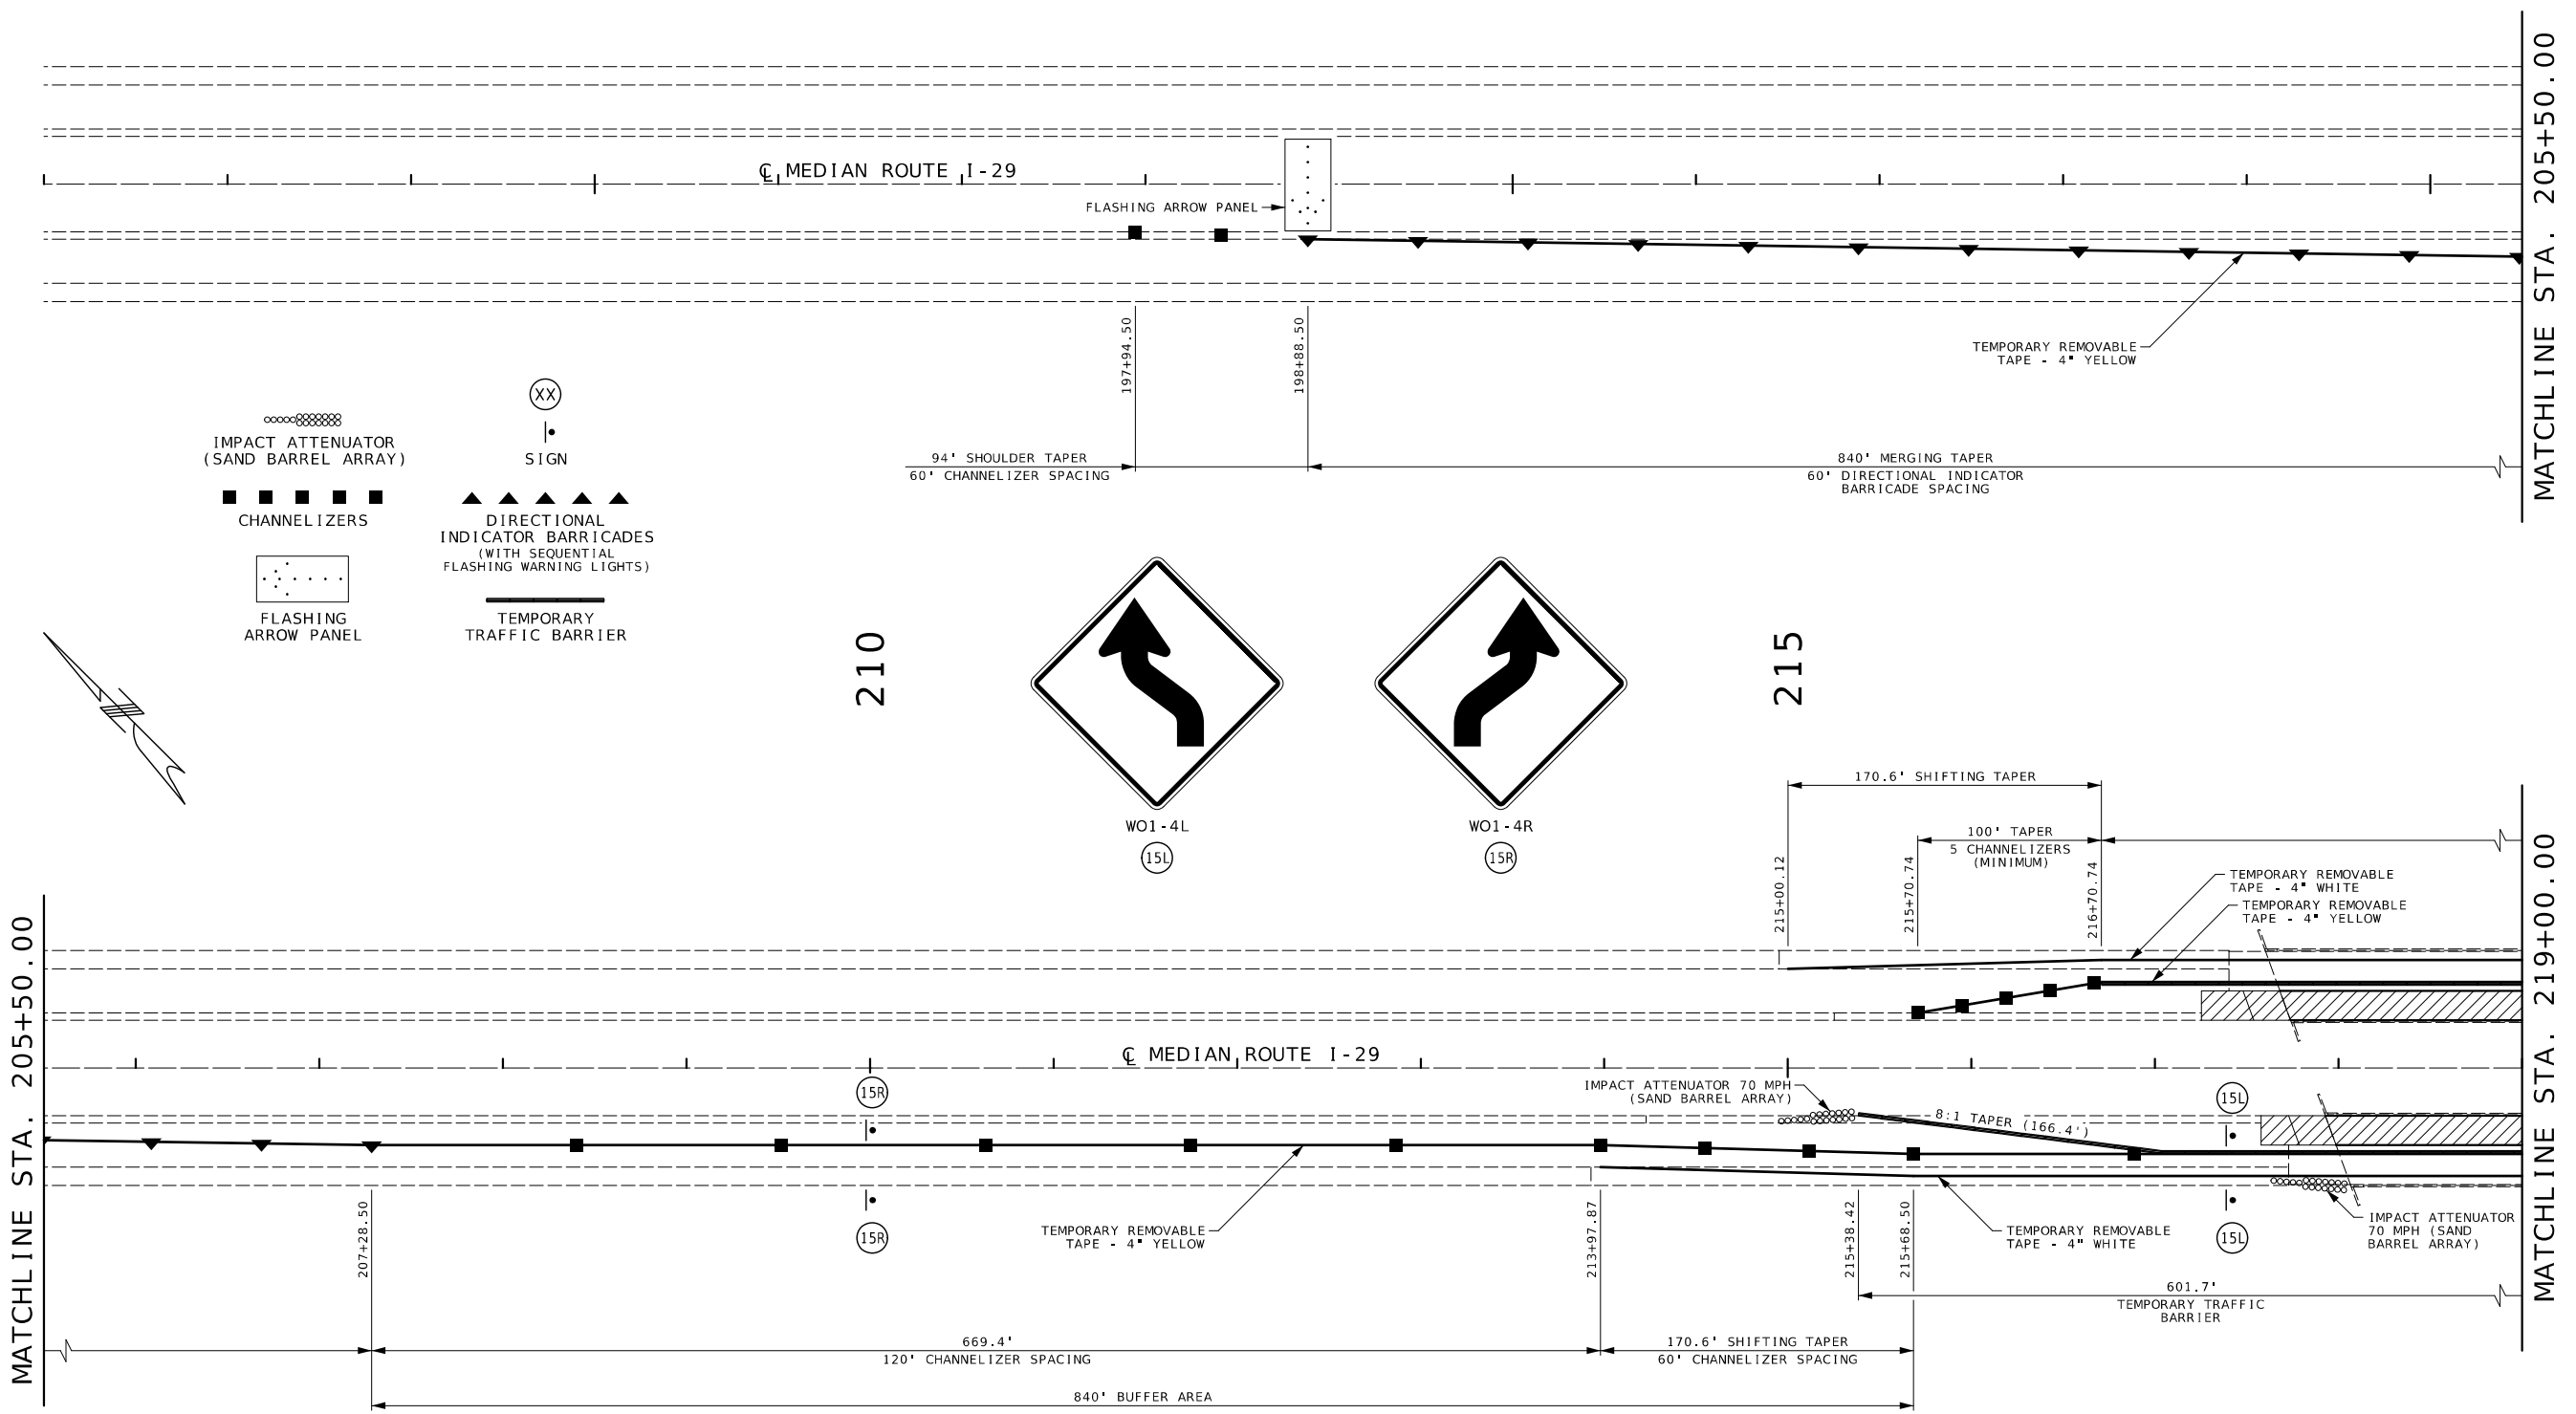 ℄ MEDIAN ROUTE I-29
FLASHING ARROW PANEL
TEMPORARY REMOVABLE
TAPE - 4" YELLOW
197+94.50
198+88.50
94' SHOULDER TAPER
60' CHANNELIZER SPACING
840' MERGING TAPER
60' DIRECTIONAL INDICATOR
BARRICADE SPACING
MATCHLINE STA. 205+50.00
XX
IMPACT ATTENUATOR
(SAND BARREL ARRAY)
SIGN
CHANNELIZERS
DIRECTIONAL
INDICATOR BARRICADES
(WITH SEQUENTIAL
FLASHING WARNING LIGHTS)
FLASHING
ARROW PANEL
TEMPORARY
TRAFFIC BARRIER
210
WO1-4L
15L
WO1-4R
15R
215
170.6' SHIFTING TAPER
100' TAPER
5 CHANNELIZERS
(MINIMUM)
215+00.12
215+70.74
216+70.74
TEMPORARY REMOVABLE
TAPE - 4" WHITE
TEMPORARY REMOVABLE
TAPE - 4" YELLOW
MATCHLINE STA. 205+50.00
MATCHLINE STA. 219+00.00
℄ MEDIAN ROUTE I-29
15R
IMPACT ATTENUATOR 70 MPH
(SAND BARREL ARRAY)
8:1 TAPER (166.4')
15L
15R
TEMPORARY REMOVABLE
TAPE - 4" YELLOW
TEMPORARY REMOVABLE
TAPE - 4" WHITE
15L
IMPACT ATTENUATOR
70 MPH (SAND
BARREL ARRAY)
207+28.50
213+97.87
215+38.42
215+68.50
601.7'
TEMPORARY TRAFFIC
BARRIER
669.4'
120' CHANNELIZER SPACING
170.6' SHIFTING TAPER
60' CHANNELIZER SPACING
840' BUFFER AREA